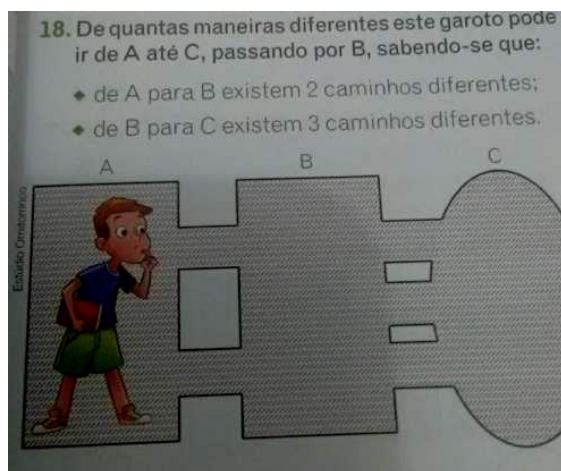 18. De quantas maneiras diferentes este garoto pode
ir de A até C, passando por B, sabendo-se que:
◆ de A para B existem 2 caminhos diferentes;
◆ de B para C existem 3 caminhos diferentes.
A B C
Estúdio Ornitorrinco